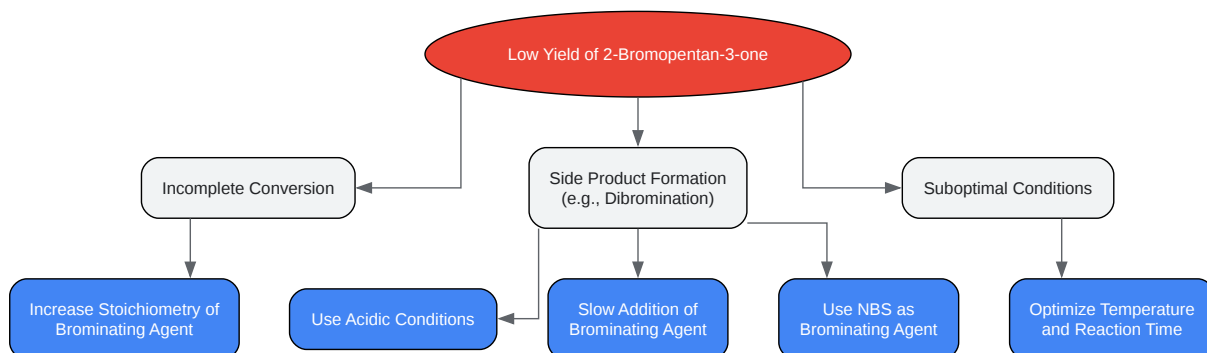 Low Yield of 2-Bromopentan-3-one
Incomplete Conversion
Side Product Formation
(e.g., Dibromination)
Suboptimal Conditions
Increase Stoichiometry of
Brominating Agent
Use Acidic Conditions
Slow Addition of
Brominating Agent
Use NBS as
Brominating Agent
Optimize Temperature
and Reaction Time